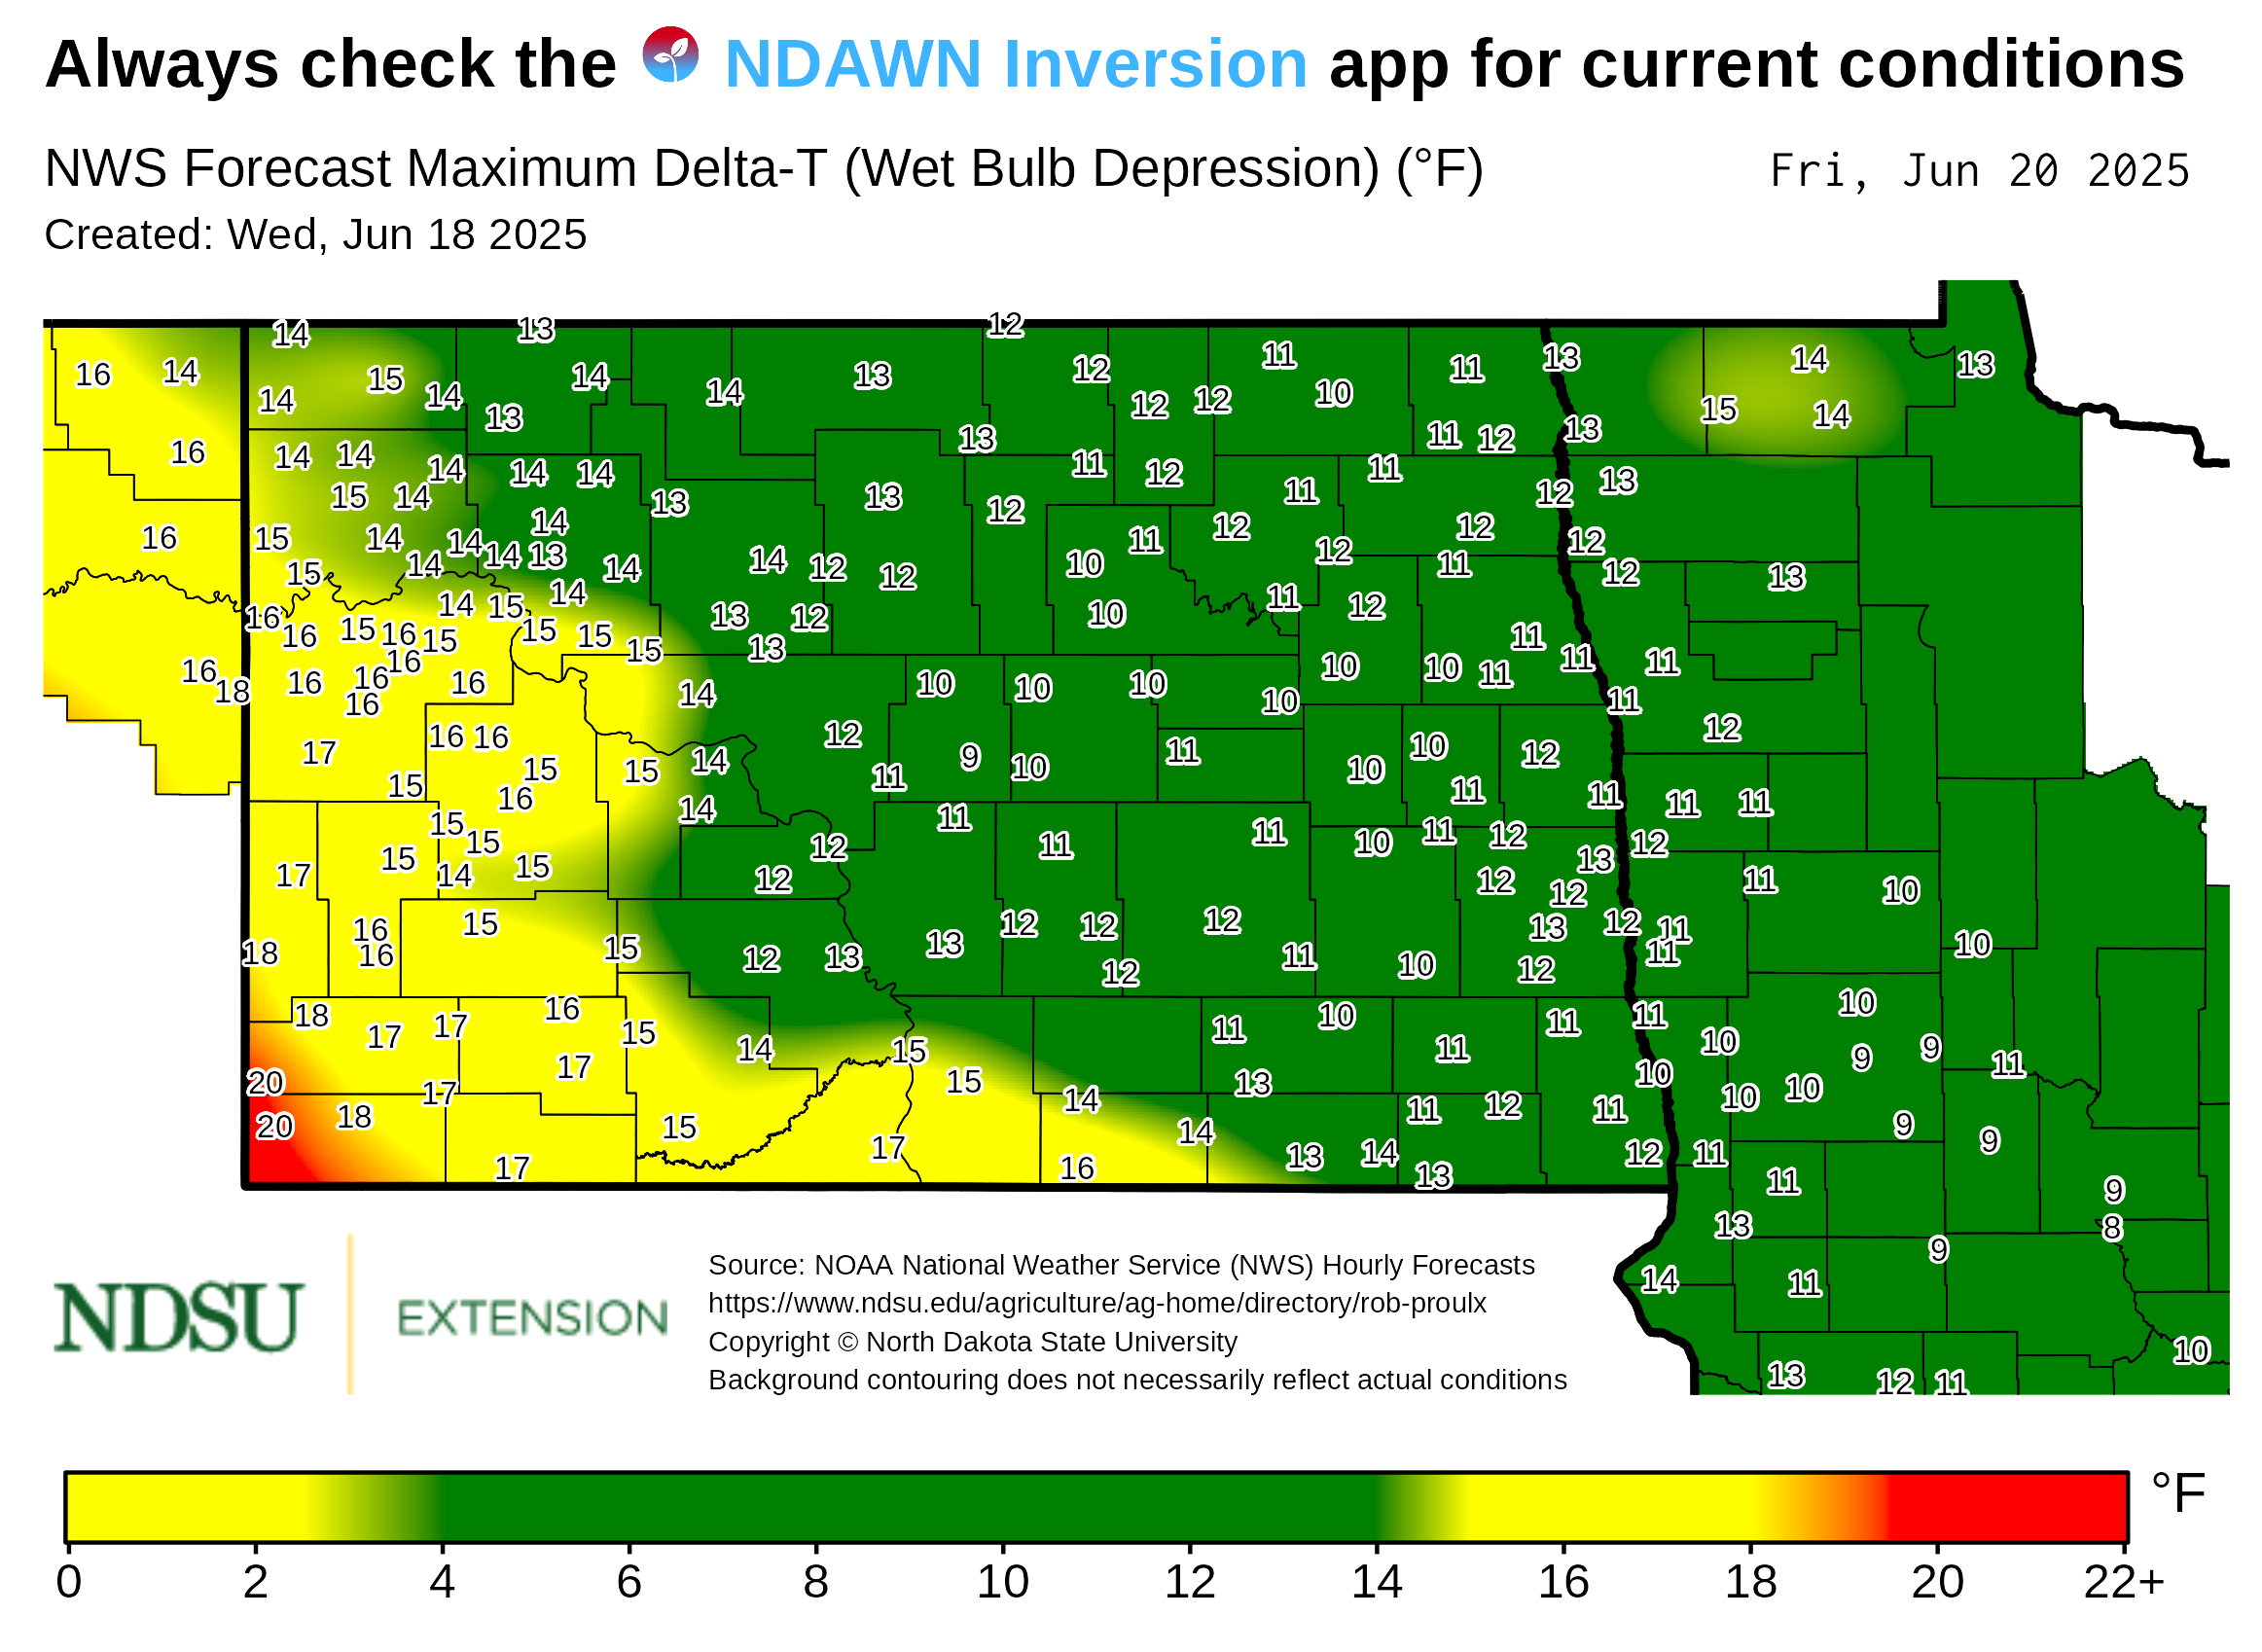 Always check the NDAWN Inversion app for current conditions
NWS Forecast Maximum Delta-T (Wet Bulb Depression) (°F) Fri, Jun 20 2025
Created: Wed, Jun 18 2025
14 13 12
16 14 15 14 14 14 13 12 11 10 11 13 14 13
14 13 12 12 15 14
16 14 14 14 14 14 13 11 12 11 12 13
15 14 13 13 12 11 14 12 13
16 15 14 14 14 14 13 14 14 12 12 10 11 12 12 12 11 12 12 13
15 14 14 15 14 13 12 10 11 12
16 16 15 16 15 15 15 15 13 11 11 11
16 18 16 16 16 16 16 14 10 10 10 10 10 10 11 11
17 16 16 15 15 14 12 11 9 10 11 10 10 12 12
15 16 14 11 11 11 11 11
15 15 12 11 11 10 11 12 13 12
17 15 14 15 12 12 12 11 10
18 16 16 15 15 12 13 13 12 12 12 12 11 10 13 12 12 11 11 10
18 17 17 16 15 14 15 11 10 11 11 11 10 10 9 9 11
20 17 17 15 13 10 10 10
20 18 15 17 14 14 11 12 11 9 9
17 16 13 14 13 12 11 11 9
13 8
14 11 9
NDSU EXTENSION
Source: NOAA National Weather Service (NWS) Hourly Forecasts
https://www.ndsu.edu/agriculture/ag-home/directory/rob-proulx
Copyright © North Dakota State University
Background contouring does not necessarily reflect actual conditions
13 12 11 10
°F
0 2 4 6 8 10 12 14 16 18 20 22+